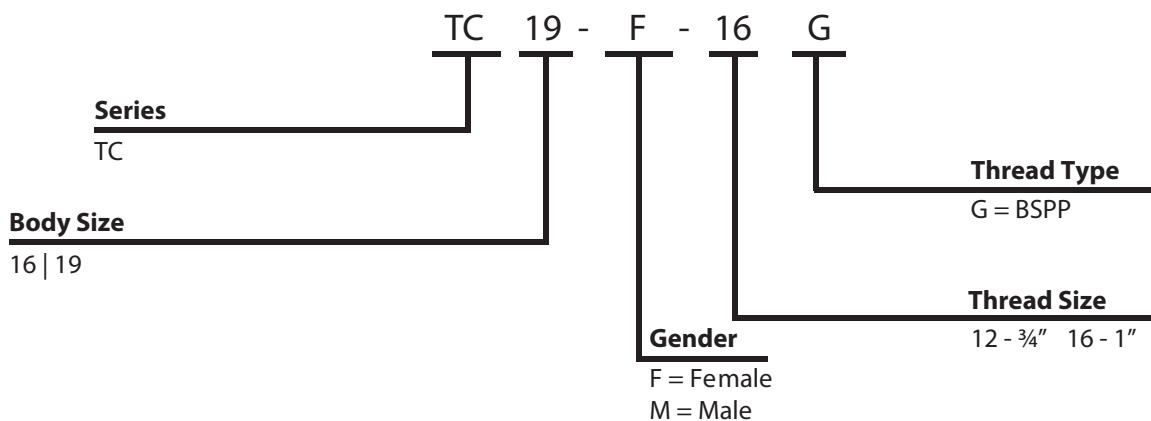 TC 19 - F - 16 G
Series
TC
Thread Type
G = BSPP
Body Size
16 | 19
Thread Size
12 - ¾” 16 - 1”
Gender
F = Female
M = Male